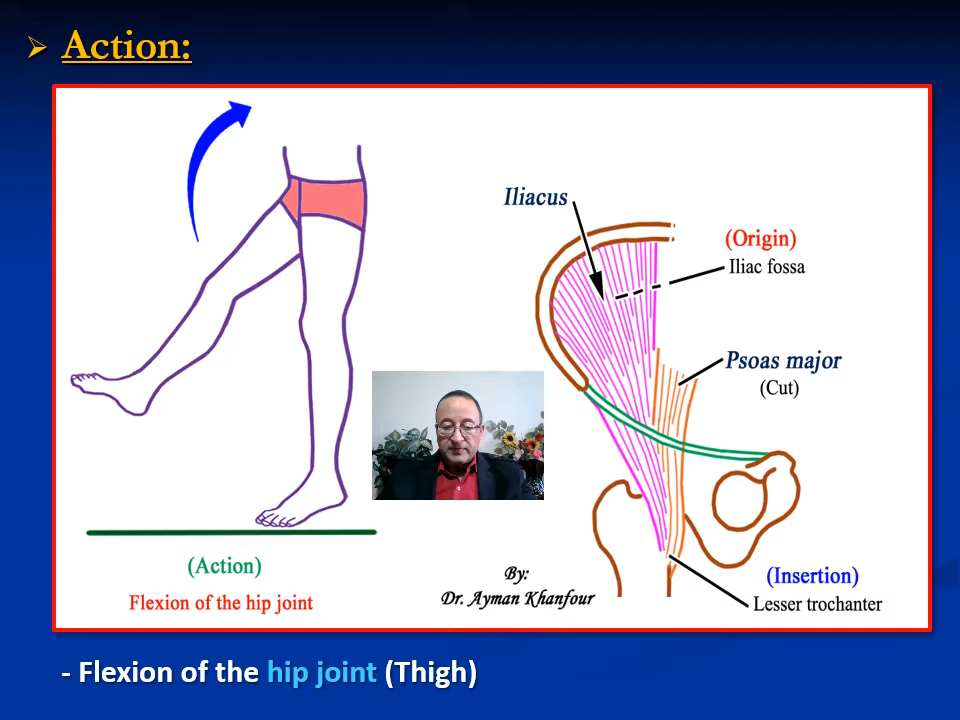 Action:
Iliacus
(Origin)
Iliac fossa
Psoas major
(Cut)
(Action)
Flexion of the hip joint
By:
Dr. Ayman Khanfour
(Insertion)
Lesser trochanter
- Flexion of the hip joint (Thigh)